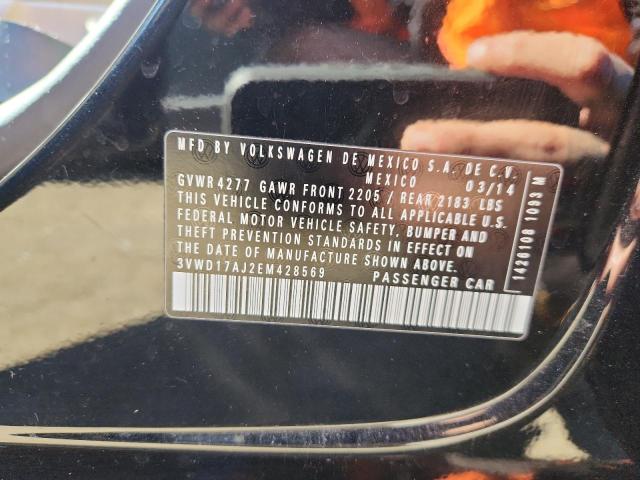 MFD BY VOLKSWAGEN DE MEXICO S.A. DE C.V.
MEXICO 03/14
GVWR 4277 GAWR FRONT 2205 / REAR 2183 LBS
THIS VEHICLE CONFORMS TO ALL APPLICABLE U.S.
FEDERAL MOTOR VEHICLE SAFETY, BUMPER AND
THEFT PREVENTION STANDARDS IN EFFECT ON
THE DATE OF MANUFACTURE SHOWN ABOVE.
3VWD17AJ2EM428569 PASSENGER CAR
1426108 1093 M